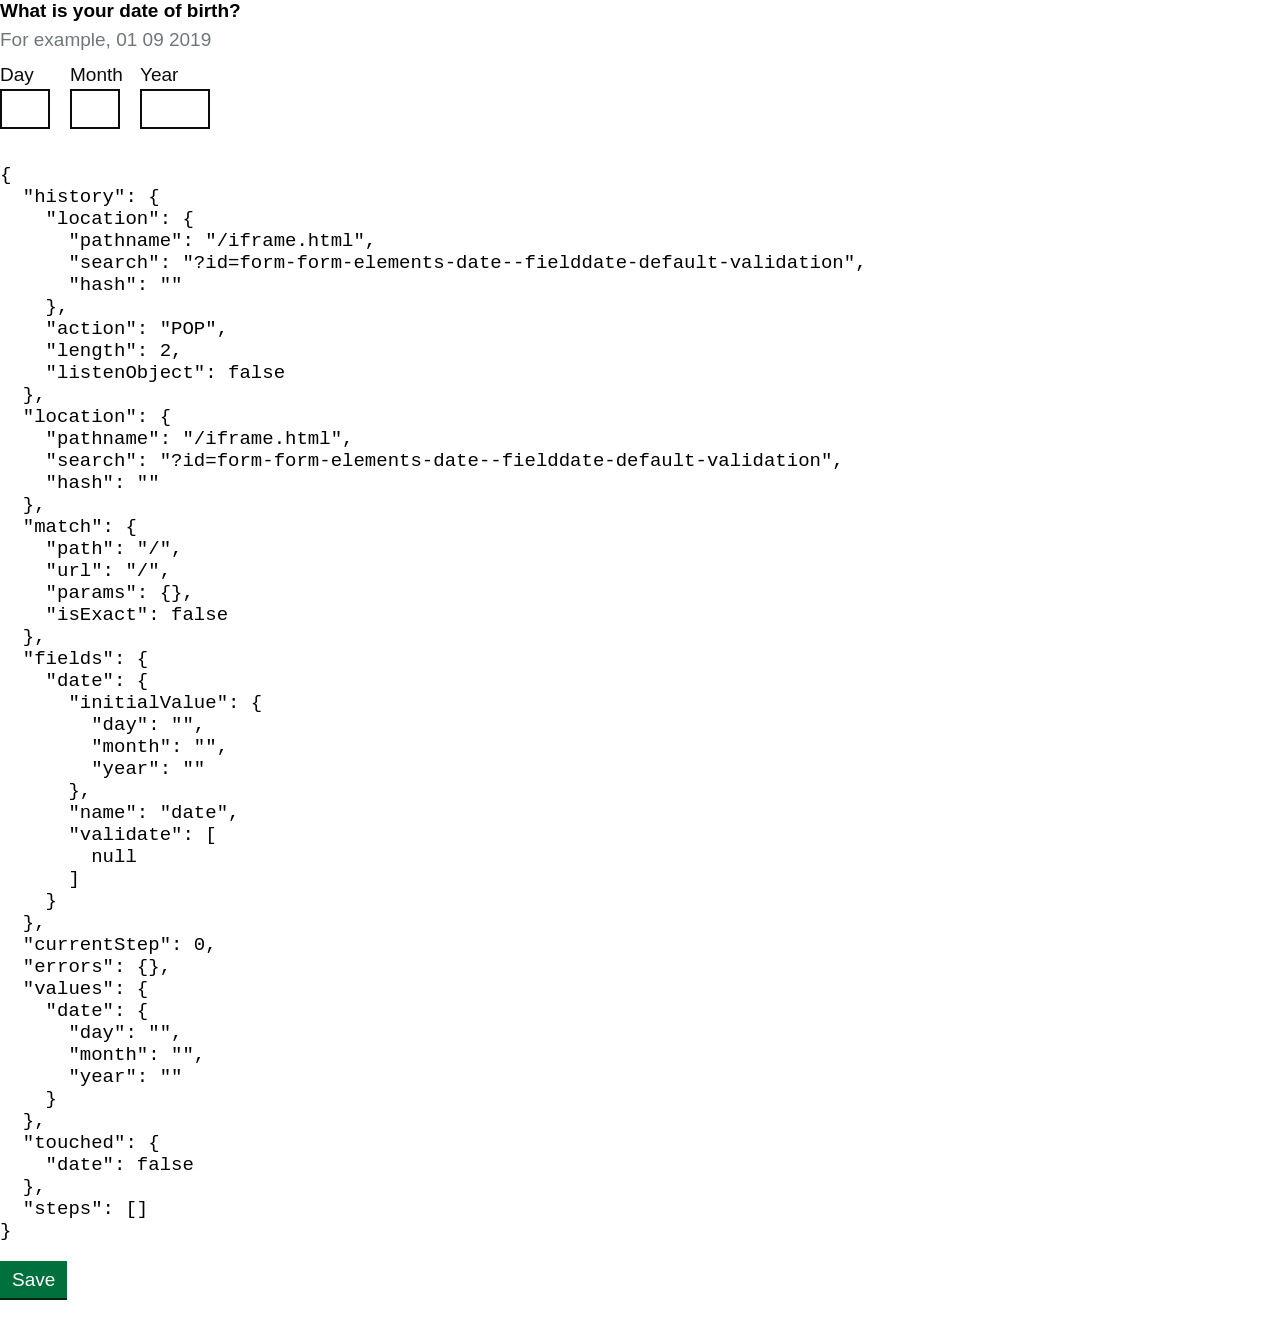 What is your date of birth?
For example, 01 09 2019
Day Month Year
{
  "history": {
    "location": {
      "pathname": "/iframe.html",
      "search": "?id=form-form-elements-date--fielddate-default-validation",
      "hash": ""
    },
    "action": "POP",
    "length": 2,
    "listenObject": false
  },
  "location": {
    "pathname": "/iframe.html",
    "search": "?id=form-form-elements-date--fielddate-default-validation",
    "hash": ""
  },
  "match": {
    "path": "/",
    "url": "/",
    "params": {},
    "isExact": false
  },
  "fields": {
    "date": {
      "initialValue": {
        "day": "",
        "month": "",
        "year": ""
      },
      "name": "date",
      "validate": [
        null
      ]
    }
  },
  "currentStep": 0,
  "errors": {},
  "values": {
    "date": {
      "day": "",
      "month": "",
      "year": ""
    }
  },
  "touched": {
    "date": false
  },
  "steps": []
}
Save